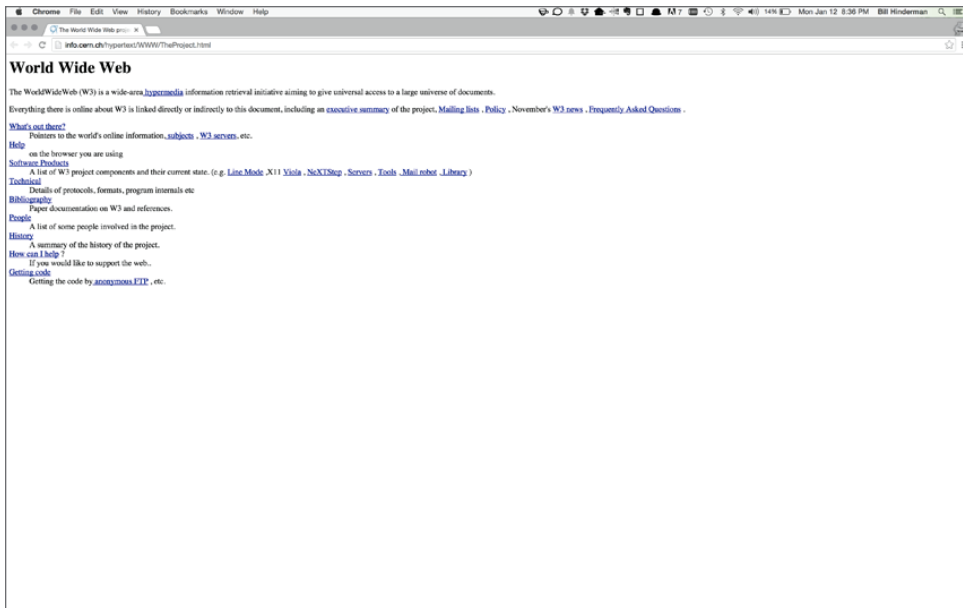 Chrome File Edit View History Bookmarks Window Help 7 14% Mon Jan 12 8:36 PM Bill Hinderman
The World Wide Web proje
info.cern.ch/hypertext/WWW/TheProject.html
World Wide Web
The WorldWideWeb (W3) is a wide-area hypermedia information retrieval initiative aiming to give universal access to a large universe of documents.
Everything there is online about W3 is linked directly or indirectly to this document, including an executive summary of the project, Mailing lists , Policy , November's W3 news , Frequently Asked Questions .
What's out there?
Pointers to the world's online information, subjects , W3 servers, etc.
Help
on the browser you are using
Software Products
A list of W3 project components and their current state. (e.g. Line Mode ,X11 Viola , NeXTStep , Servers , Tools , Mail robot , Library )
Technical
Details of protocols, formats, program internals etc
Bibliography
Paper documentation on W3 and references.
People
A list of some people involved in the project.
History
A summary of the history of the project.
How can I help ?
If you would like to support the web..
Getting code
Getting the code by anonymous FTP , etc.